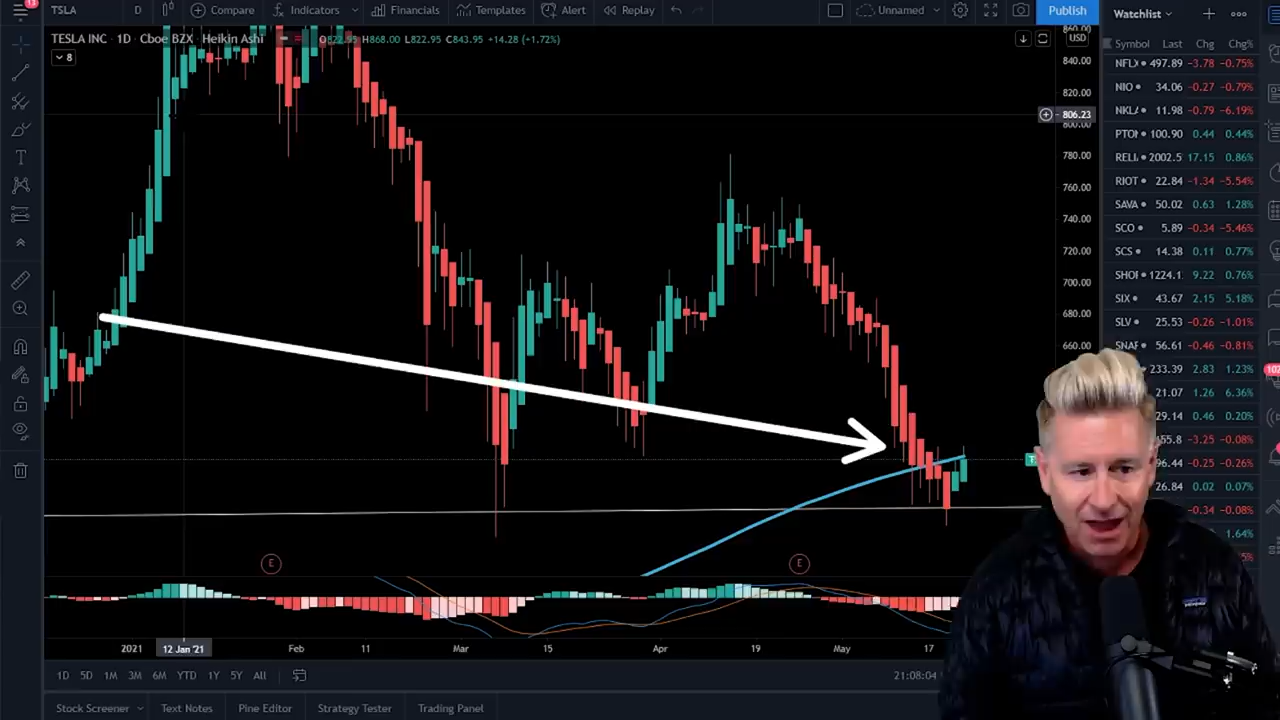 13
TSLA D Compare Indicators Financials Templates Alert Replay Unnamed Publish Watchlist
TESLA INC · 1D · Cboe BZX · Heikin Ashi O822.95 H868.00 L822.95 C843.95 +14.28 (+1.72%)
USD
8
Symbol Last Chg Chg%
NFLX 497.89 -3.78 -0.75%
NIO 34.06 -0.27 -0.79%
NKLA 11.98 -0.79 -6.19%
PTON 100.90 0.44 0.44%
RELI 2002.5 17.15 0.86%
RIOT 22.84 -1.34 -5.54%
SAVA 50.02 0.63 1.28%
SCO 5.89 -0.34 -5.46%
SCS 14.38 0.11 0.77%
SHOP 1224.1 9.22 0.76%
SIX 43.67 2.15 5.18%
SLV 25.53 -0.26 -1.01%
SNAP 56.61 -0.46 -0.81%
233.39 2.83 1.23%
21.07 1.26 6.36%
29.14 0.46 0.20%
55.8 -3.25 -0.08%
96.44 -0.25 -0.26%
26.84 0.02 0.07%
-0.34 -0.08%
1.64%
102
860.00
840.00
820.00
806.23
800.00
780.00
760.00
740.00
720.00
700.00
680.00
660.00
E E
2021 12 Jan '21 Feb 11 Mar 15 Apr 19 May 17
1D 5D 1M 3M 6M YTD 1Y 5Y All 21:08:04
Stock Screener Text Notes Pine Editor Strategy Tester Trading Panel